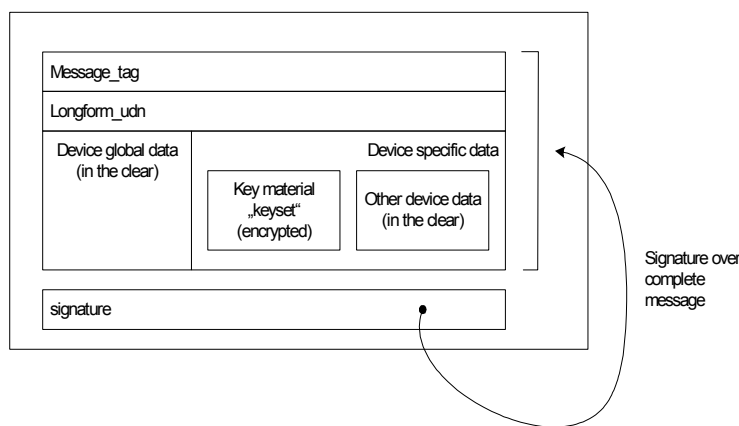 Message_tag
Longform_udn
Device global data
(in the clear)
Device specific data
Key material
„keyset“
(encrypted)
Other device data
(in the clear)
signature
Signature over
complete
message